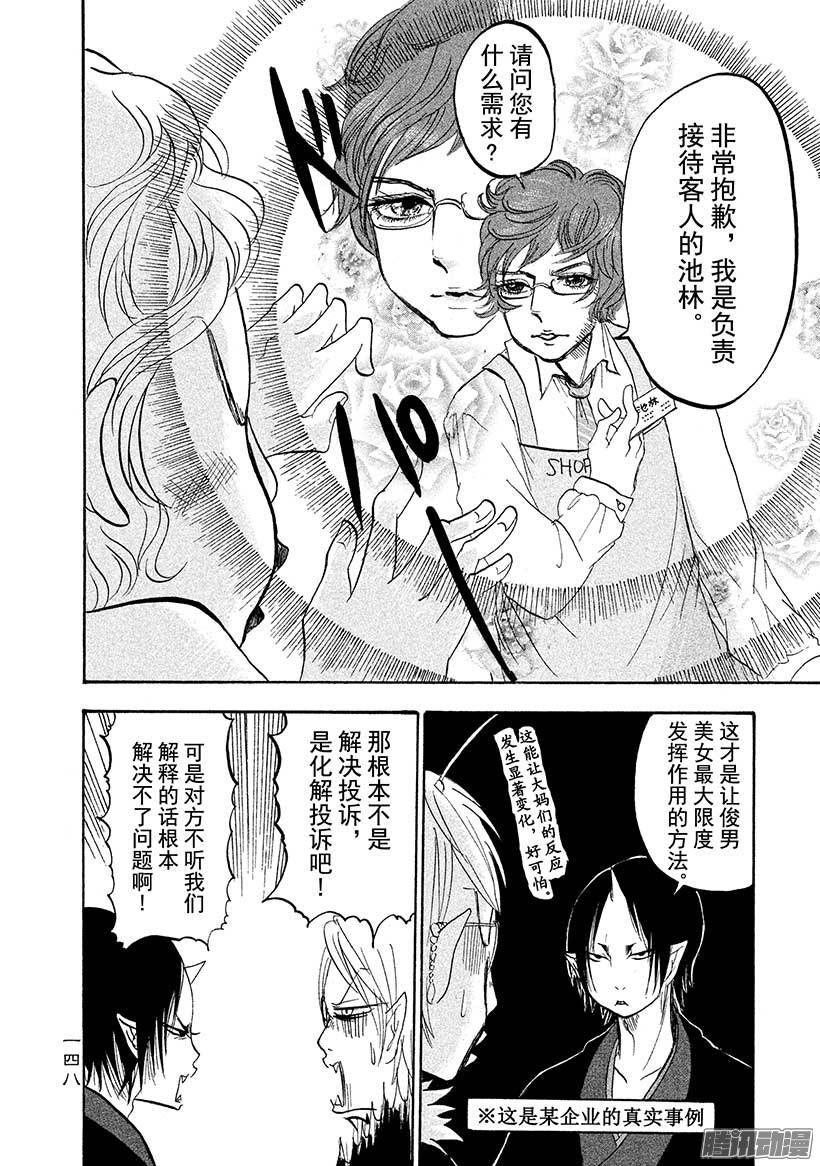 非常抱歉，我是负责
接待客人的池林。
请问您有
什么需求？
池林
SHOP
ドバーン
这才是让俊男
美女最大限度
发挥作用的方法。
这能让大妈们的反应
发生显著变化，好可怕。
※这是某企业的真实事例
那根本不是
解决投诉，
是化解投诉吧！
可是对方不听我们
解释的话根本
解决不了问题啊！
一四八
腾讯动漫